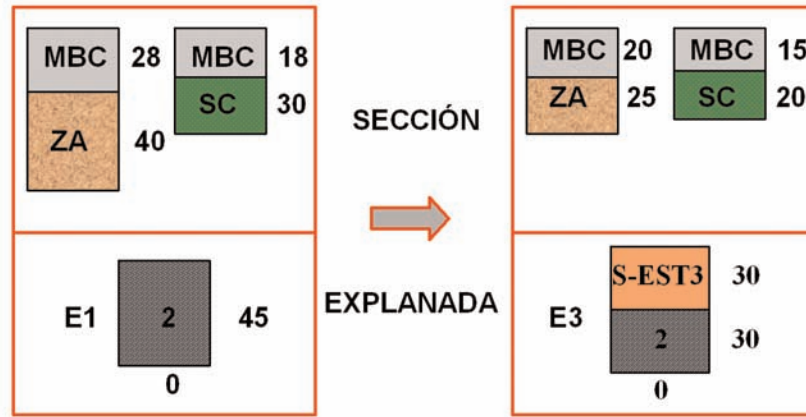 MBC 28 MBC 18
SC 30
ZA 40
E1 2 45
0
SECCIÓN
EXPLANADA
MBC 20 MBC 15
ZA 25 SC 20
S-EST3 30
E3
2 30
0